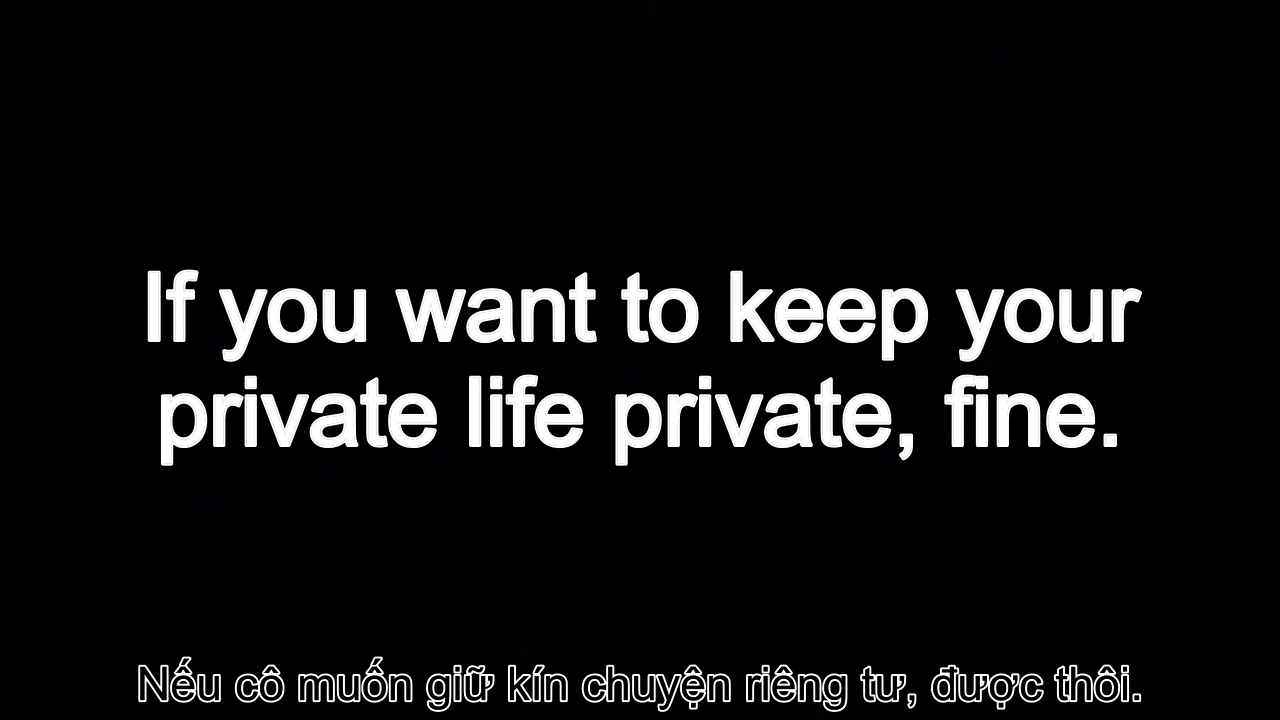 If you want to keep your
private life private, fine.
Nếu cô muốn giữ kín chuyện riêng tư, được thôi.